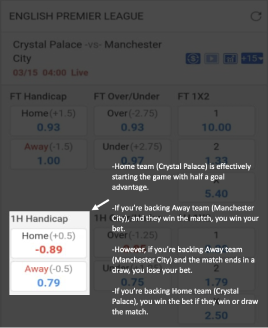 ENGLISH PREMIER LEAGUE
Crystal Palace -vs- Manchester
City
+15
03/15 04:00 Live
FT Handicap FT Over/Under FT 1X2
Home(+1.5) Over(-2.75) 1
0.93 0.93 10.00
Away(-1.5) Under(+2.75) 2
1.00 0.97 1.33
-Home team (Crystal Palace) is effectively
starting the game with half a goal
advantage.
5.40
-If you're backing Away team (Manchester
City), and they win the match, you win your
bet.
1H Handicap
Home(+0.5) Over(-1.25)
-0.89
-However, if you're backing Away team
(Manchester City) and the match ends in a
draw, you lose your bet.
Away(-0.5) 2
0.79 0.75 1.79
-If you're backing Home team (Crystal
Palace), you win the bet if they win or draw
the match.
2.50